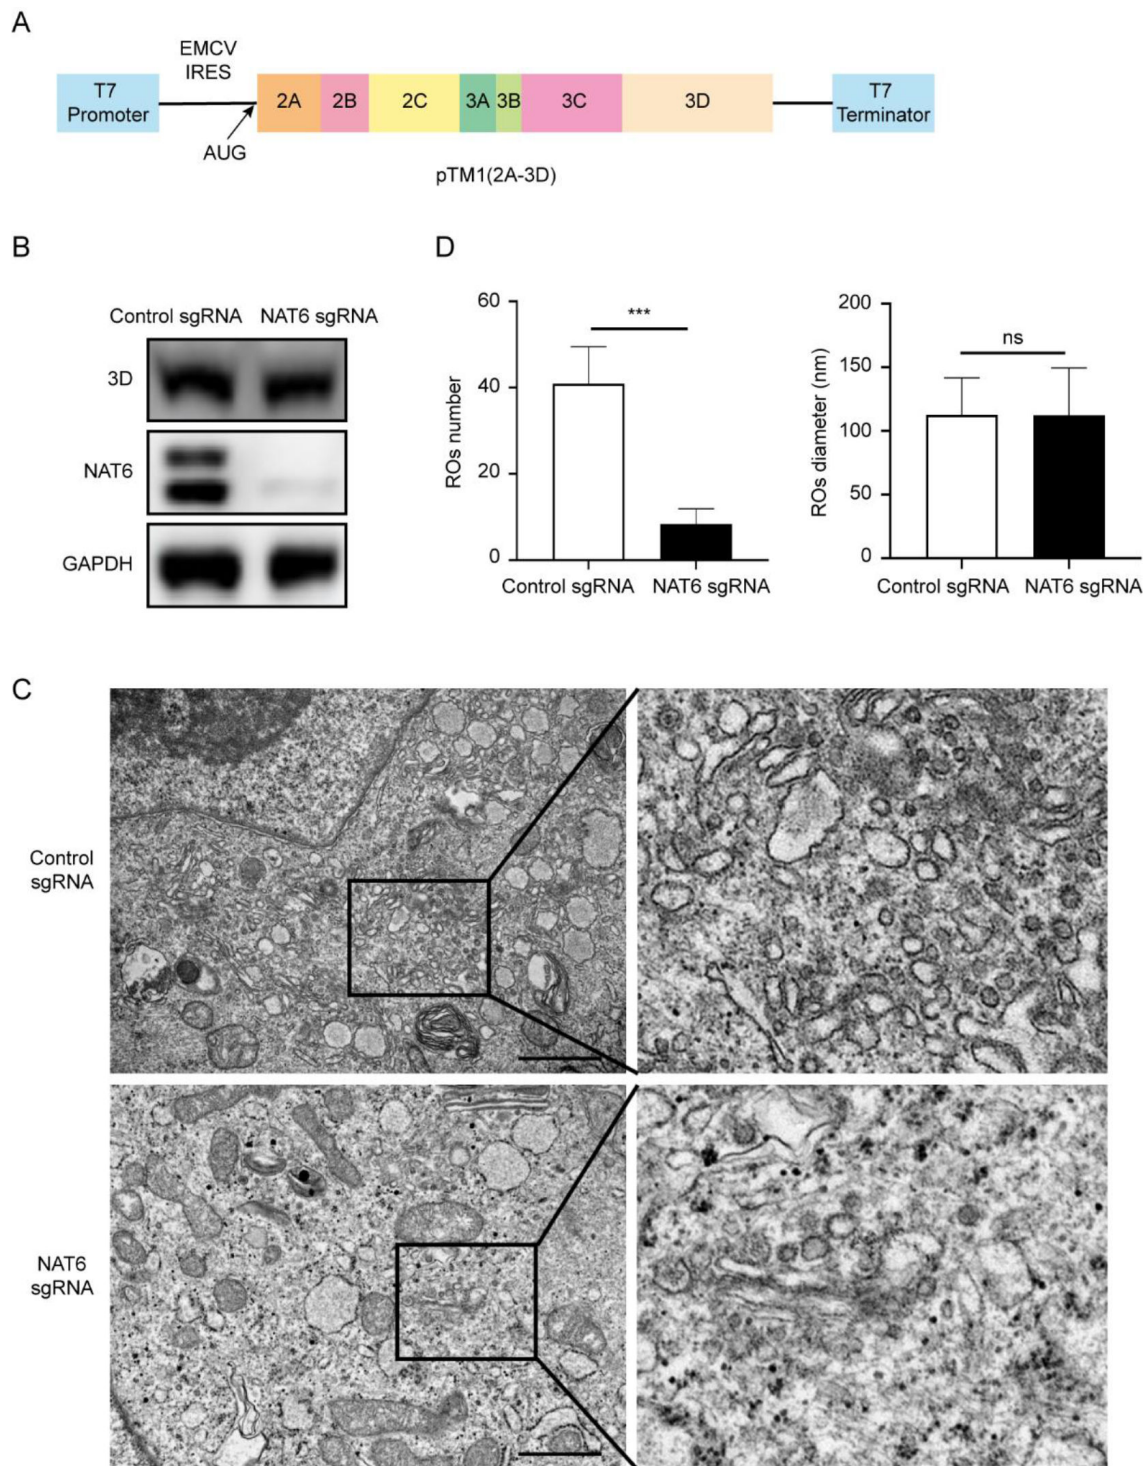 A
T7
Promoter
EMCV
IRES
AUG
2A 2B 2C 3A 3B 3C 3D
T7
Terminator
pTM1(2A-3D)
B
Control sgRNA NAT6 sgRNA
3D
NAT6
GAPDH
D
60
40
20
0
ROs number
***
Control sgRNA NAT6 sgRNA
200
150
100
50
0
ROs diameter (nm)
ns
Control sgRNA NAT6 sgRNA
C
Control
sgRNA
NAT6
sgRNA